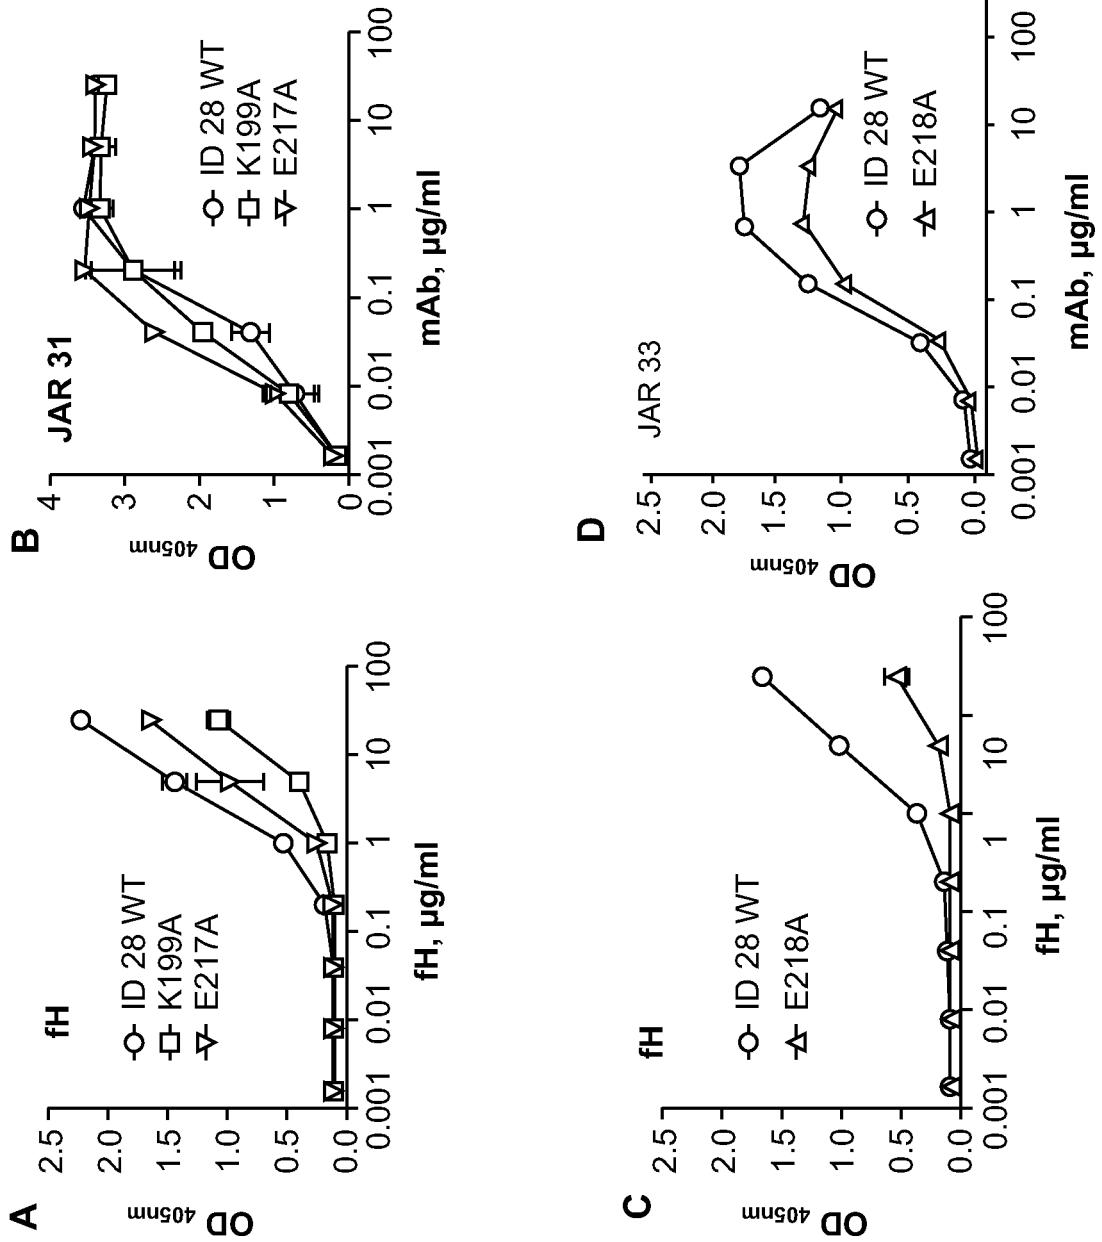 A
fH
2.5
2.0
1.5
1.0
0.5
0.0
OD 405nm
ID 28 WT
K199A
E217A
0.001 0.01 0.1 1 10 100
fH, µg/ml
B
JAR 31
4
3
2
1
0
OD 405nm
ID 28 WT
K199A
E217A
0.001 0.01 0.1 1 10 100
mAb, µg/ml
C
fH
2.5
2.0
1.5
1.0
0.5
0.0
OD 405nm
ID 28 WT
E218A
0.001 0.01 0.1 1 10 100
fH, µg/ml
D
JAR 33
2.5
2.0
1.5
1.0
0.5
0.0
OD 405nm
ID 28 WT
E218A
0.001 0.01 0.1 1 10 100
mAb, µg/ml